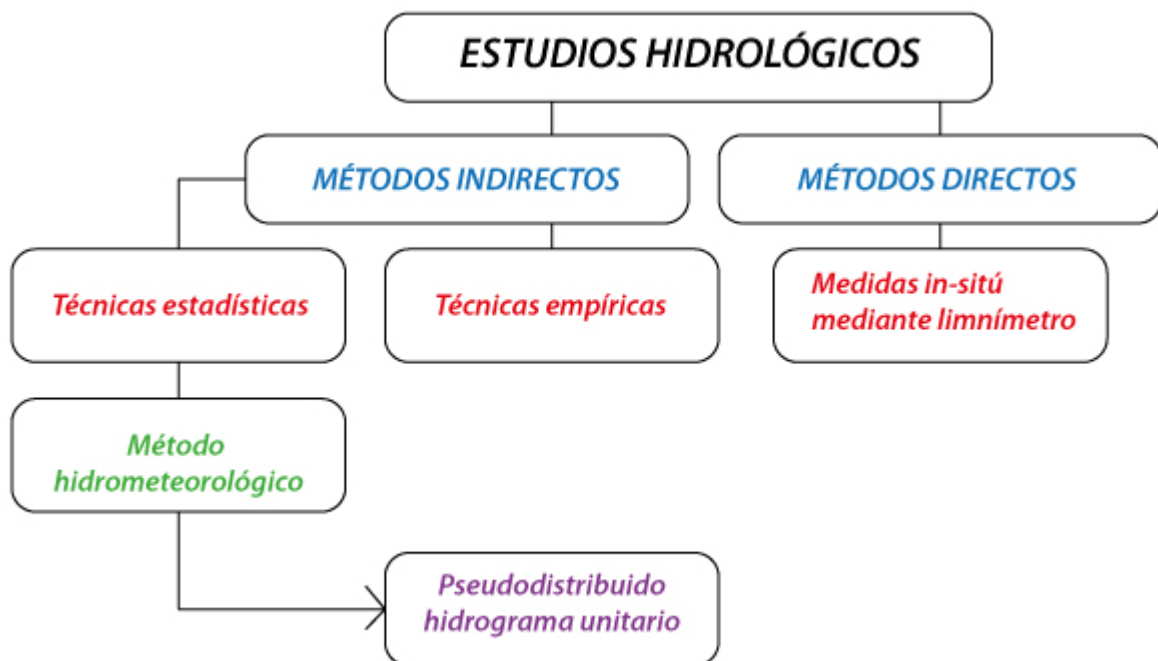 ESTUDIOS HIDROLÓGICOS
MÉTODOS INDIRECTOS
MÉTODOS DIRECTOS
Técnicas estadísticas
Técnicas empíricas
Medidas in-sitú
mediante limnímetro
Método
hidrometeorológico
Pseudodistribuido
hidrograma unitario